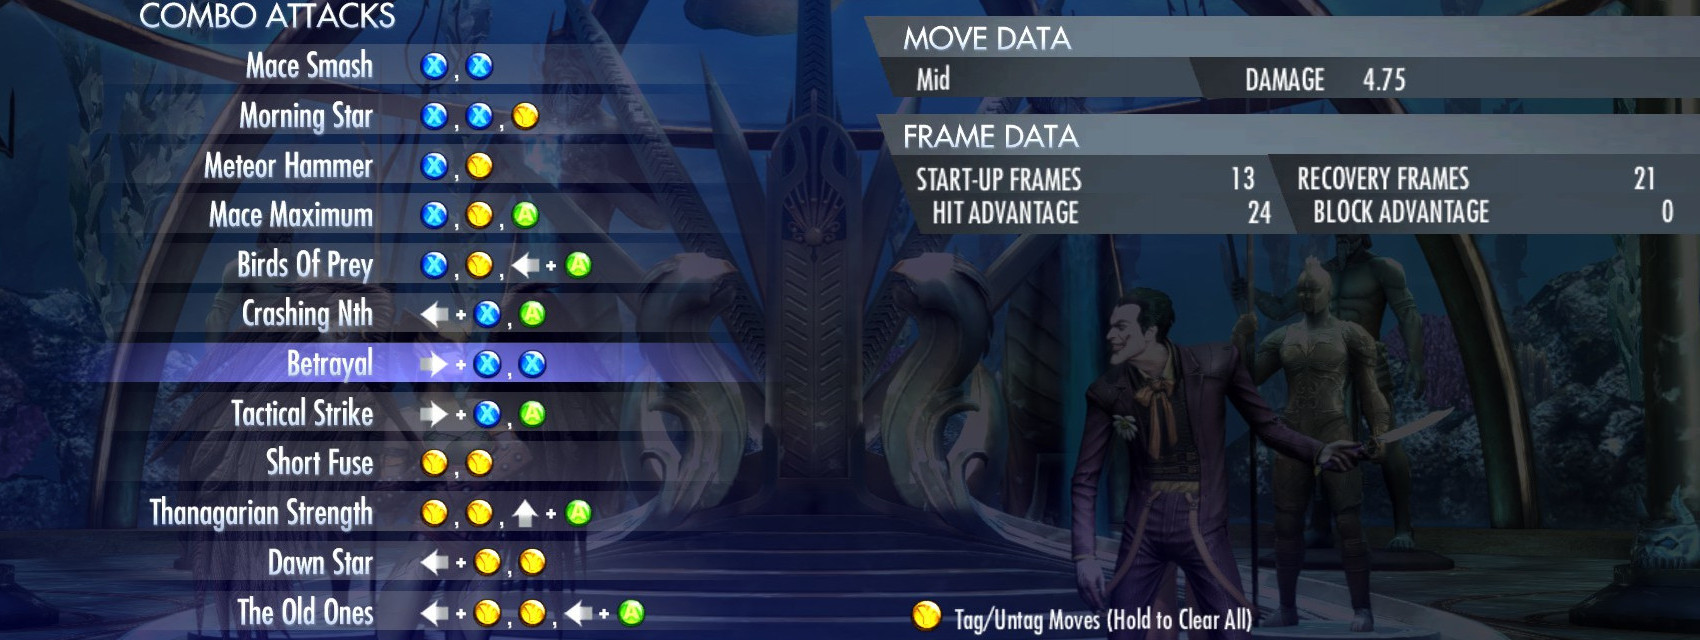 COMBO ATTACKS
Mace Smash X , X
Morning Star X , X , Y
Meteor Hammer X , Y
Mace Maximum X , Y , A
Birds Of Prey X , Y , + A
Crashing Nth + X , A
Betrayal + X , X
Tactical Strike + X , A
Short Fuse Y , Y
Thanagarian Strength Y , Y , + A
Dawn Star + Y , Y
The Old Ones + Y , Y , + A
MOVE DATA
Mid DAMAGE 4.75
FRAME DATA
START-UP FRAMES 13 RECOVERY FRAMES 21
HIT ADVANTAGE 24 BLOCK ADVANTAGE 0
Y Tag/Untag Moves (Hold to Clear All)